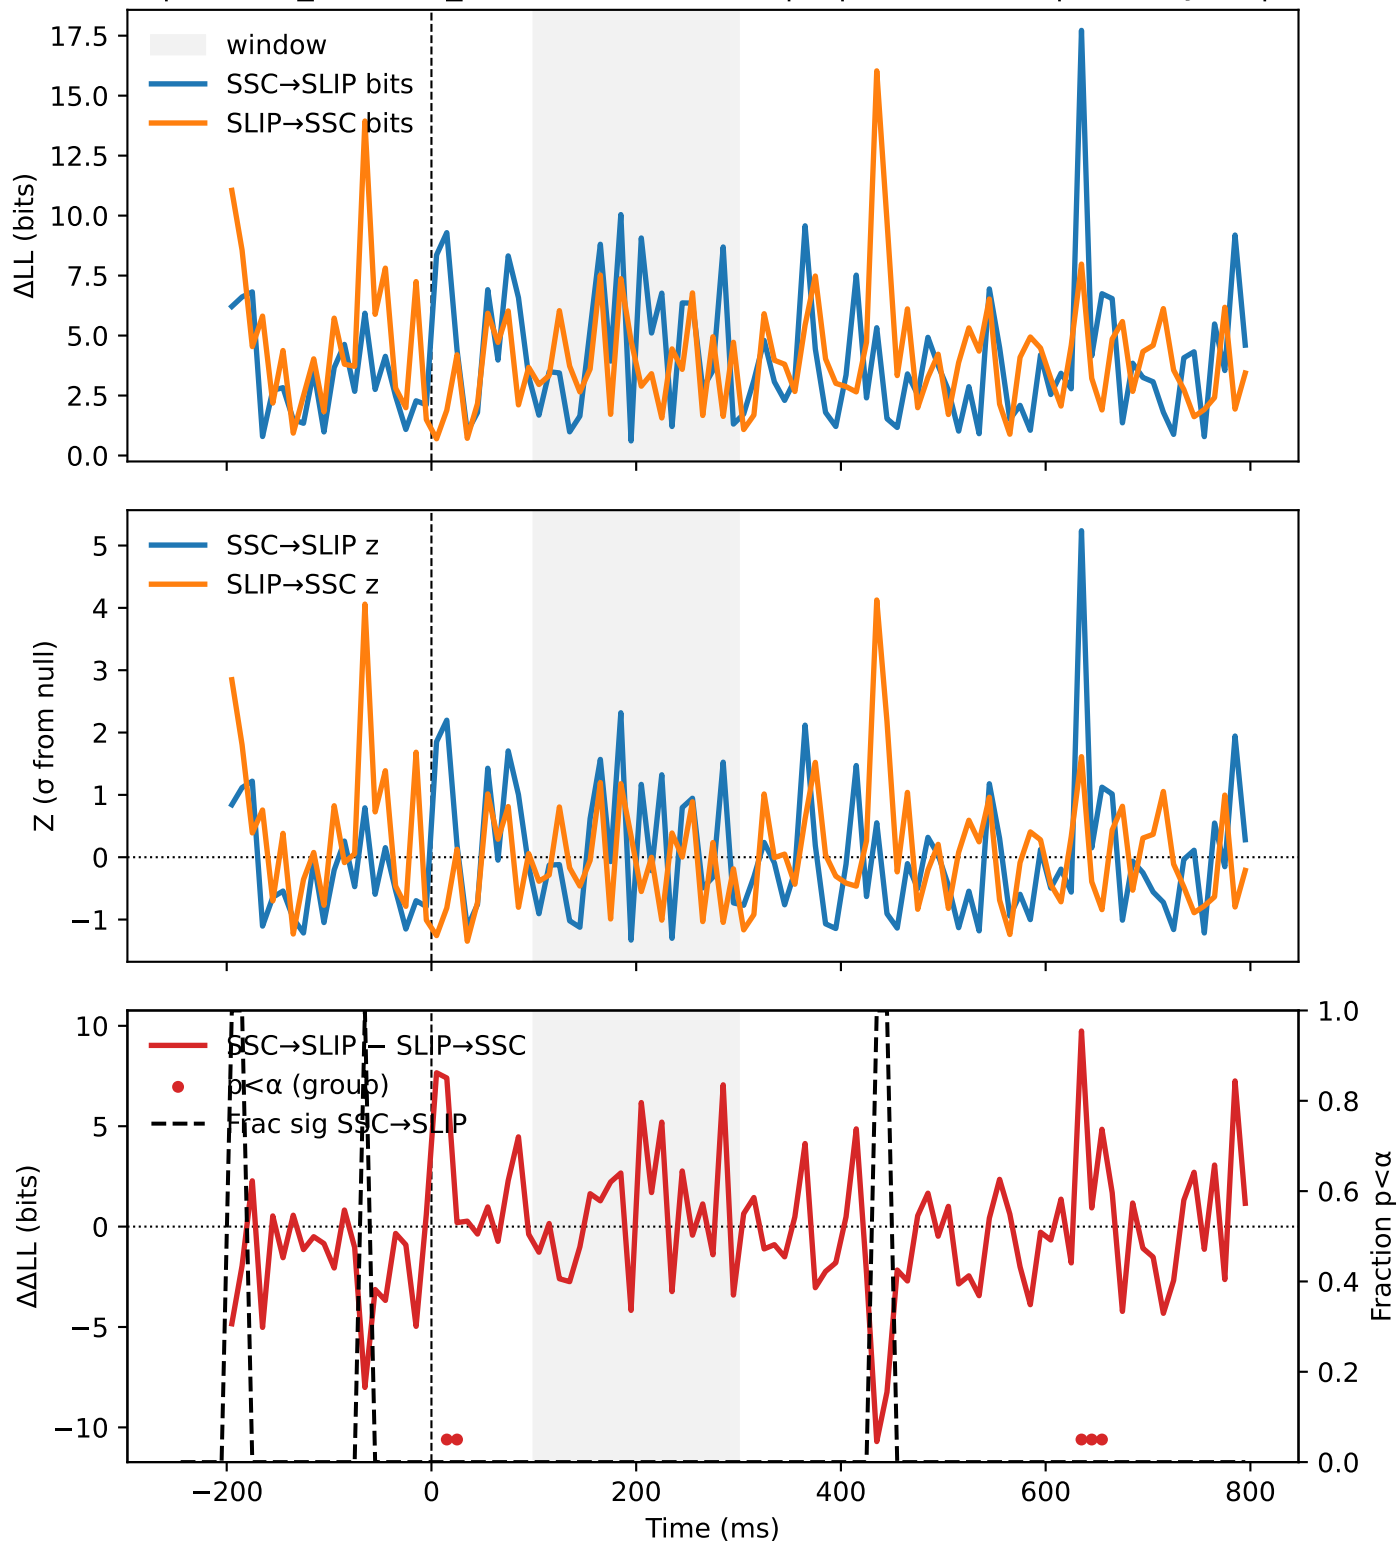 17.5
15.0
12.5
10.0
7.5
5.0
2.5
0.0
ΔLL (bits)
window
SSC→SLIP bits
SLIP→SSC bits
5
4
3
2
1
0
−1
Z (σ from null)
SSC→SLIP z
SLIP→SSC z
10
5
0
−5
−10
ΔΔLL (bits)
SSC→SLIP − SLIP→SSC
p<α (group)
Frac sig SSC→SLIP
1.0
0.8
0.6
0.4
0.2
0.0
Fraction p<α
−200 0 200 400 600 800
Time (ms)